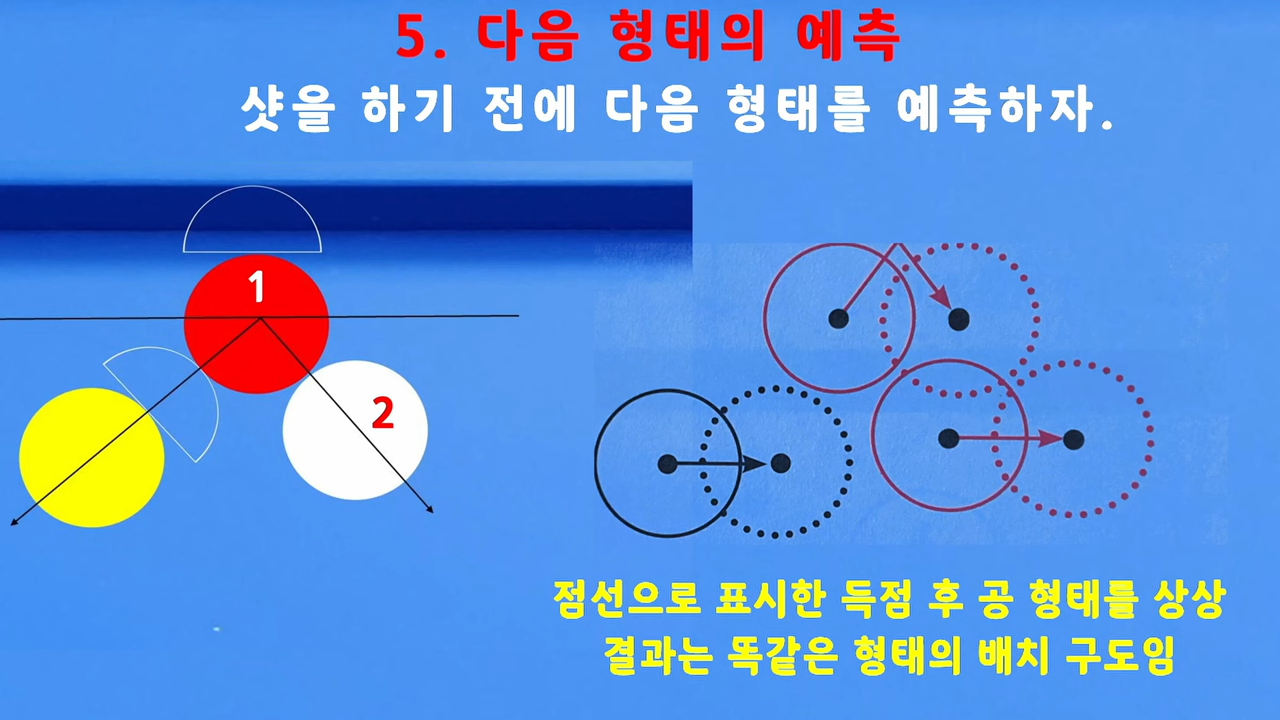 5. 다음 형태의 예측
샷을 하기 전에 다음 형태를 예측하자.
1
2
점선으로 표시한 득점 후 공 형태를 상상
결과는 똑같은 형태의 배치 구도임